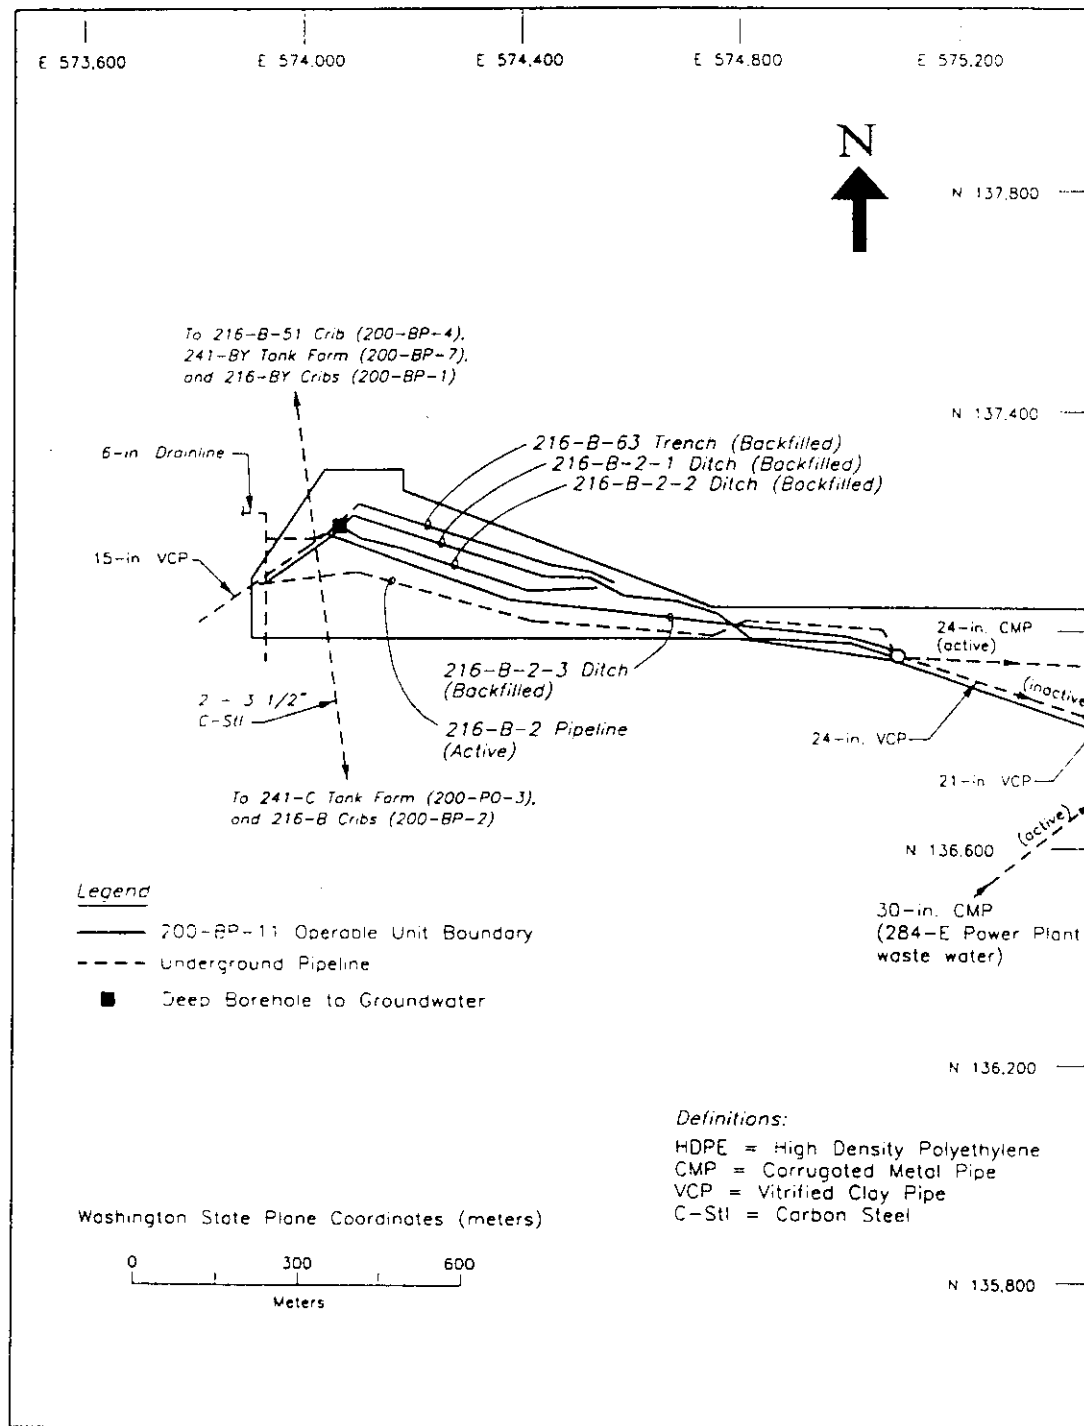 E 573,600 E 574,000 E 574,400 E 574,800 E 575,200
N
N 137,800
To 216-B-51 Crib (200-BP-4),
241-BY Tank Farm (200-BP-7),
and 216-BY Cribs (200-BP-1)
N 137,400
6-in Drainline
216-B-63 Trench (Backfilled)
216-B-2-1 Ditch (Backfilled)
216-B-2-2 Ditch (Backfilled)
15-in VCP
24-in. CMP
(active)
216-B-2-3 Ditch
(Backfilled)
(inactive
2 - 3 1/2"
C-Stl
216-B-2 Pipeline
(Active)
24-in. VCP
21-in VCP
To 241-C Tank Farm (200-PO-3),
and 216-B Cribs (200-BP-2)
(active)
N 136,600
Legend
200-BP-11 Operable Unit Boundary
Underground Pipeline
Deep Borehole to Groundwater
30-in. CMP
(284-E Power Plant
waste water)
N 136,200
Definitions:
HDPE = High Density Polyethylene
CMP = Corrugated Metal Pipe
VCP = Vitrified Clay Pipe
C-Stl = Carbon Steel
Washington State Plane Coordinates (meters)
0 300 600
Meters
N 135,800